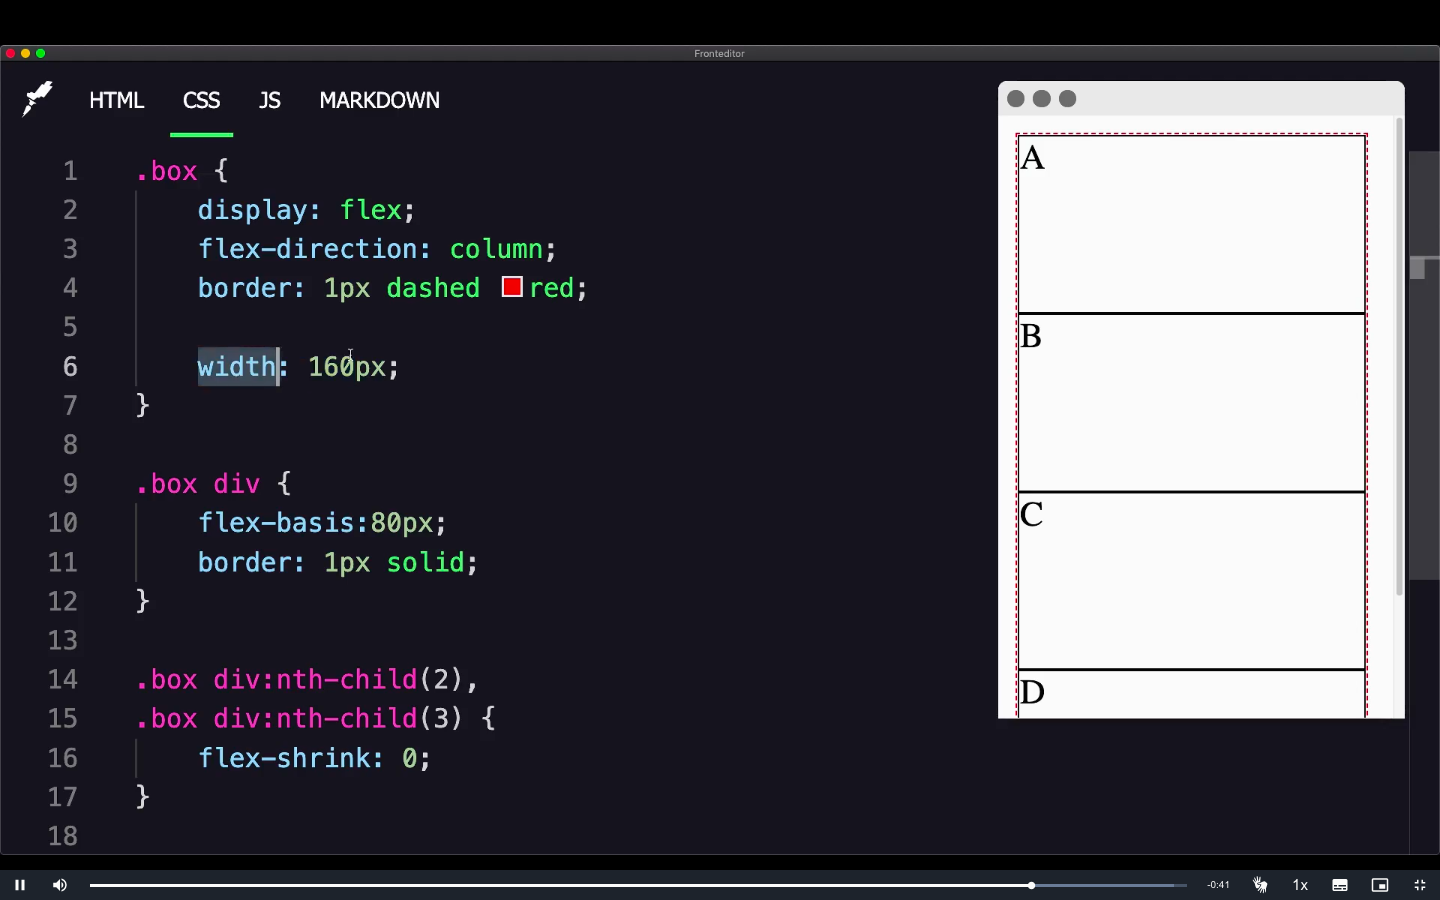 Fronteditor
HTML CSS JS MARKDOWN
1 .box {
2 display: flex;
3 flex-direction: column;
4 border: 1px dashed red;
5
6 width: 160px;
7 }
8
9 .box div {
10 flex-basis:80px;
11 border: 1px solid;
12 }
13
14 .box div:nth-child(2),
15 .box div:nth-child(3) {
16 flex-shrink: 0;
17 }
18
A
B
C
D
-0:41 1x